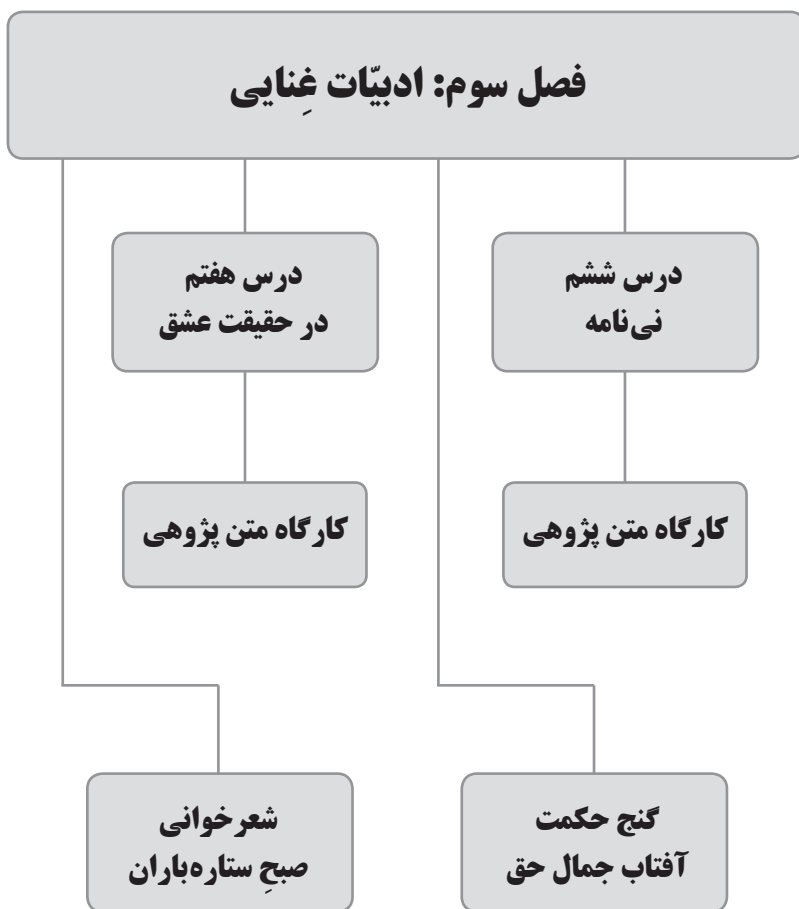 فصل سوم: ادبیّات غِنایی
درس ششم
نی‌نامه
کارگاه متن پژوهی
گنج حکمت
آفتاب جمال حق
درس هفتم
در حقیقت عشق
کارگاه متن پژوهی
شعرخوانی
صبحِ ستاره‌باران